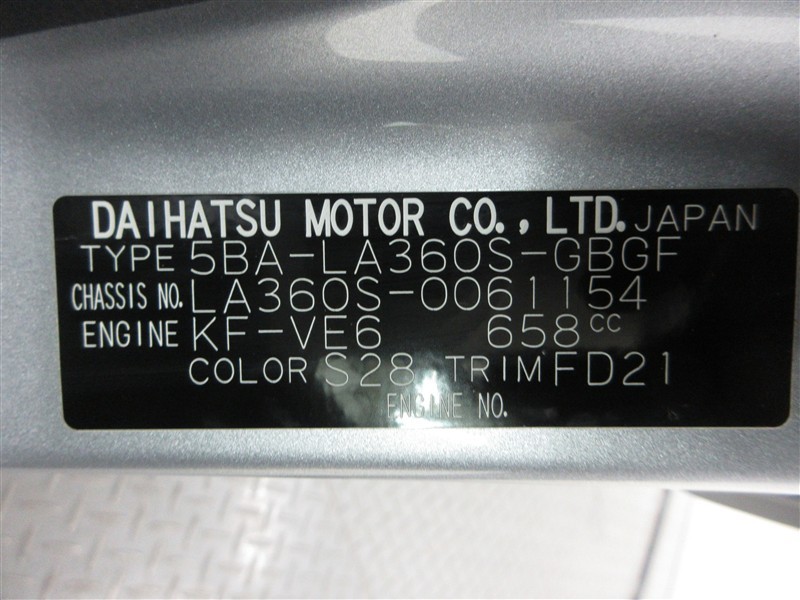 DAIHATSU MOTOR CO., LTD. JAPAN
TYPE 5BA-LA360S-GBGF
CHASSIS NO. LA360S-0061154
ENGINE KF-VE6 658cc
COLOR S28 TRIM FD21
ENGINE NO.